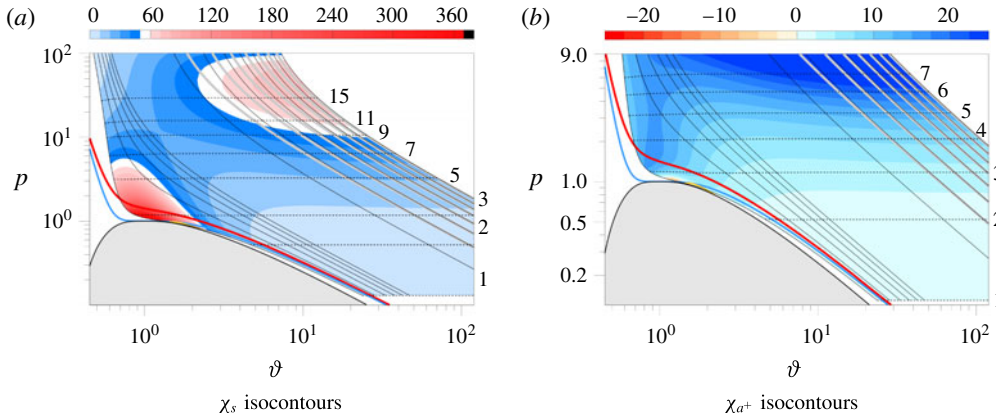 (a) 0 60 120 180 240 300 360
10²
10¹
10⁰
p
15
11
9
7
5
3
2
1
10⁰ 10¹ 10²
ϑ
χₛ isocontours
(b) −20 −10 0 10 20
9.0
1.0
0.5
0.2
p
7
6
5
4
3
2
10⁰ 10¹ 10²
ϑ
χₐ₊ isocontours